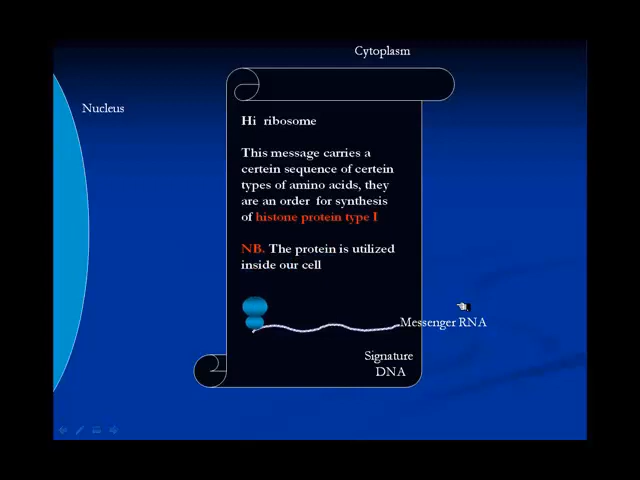 Cytoplasm
Nucleus
Hi ribosome
This message carries a
certein sequence of certein
types of amino acids, they
are an order for synthesis
of histone protein type I
NB. The protein is utilized
inside our cell
Messenger RNA
Signature
DNA